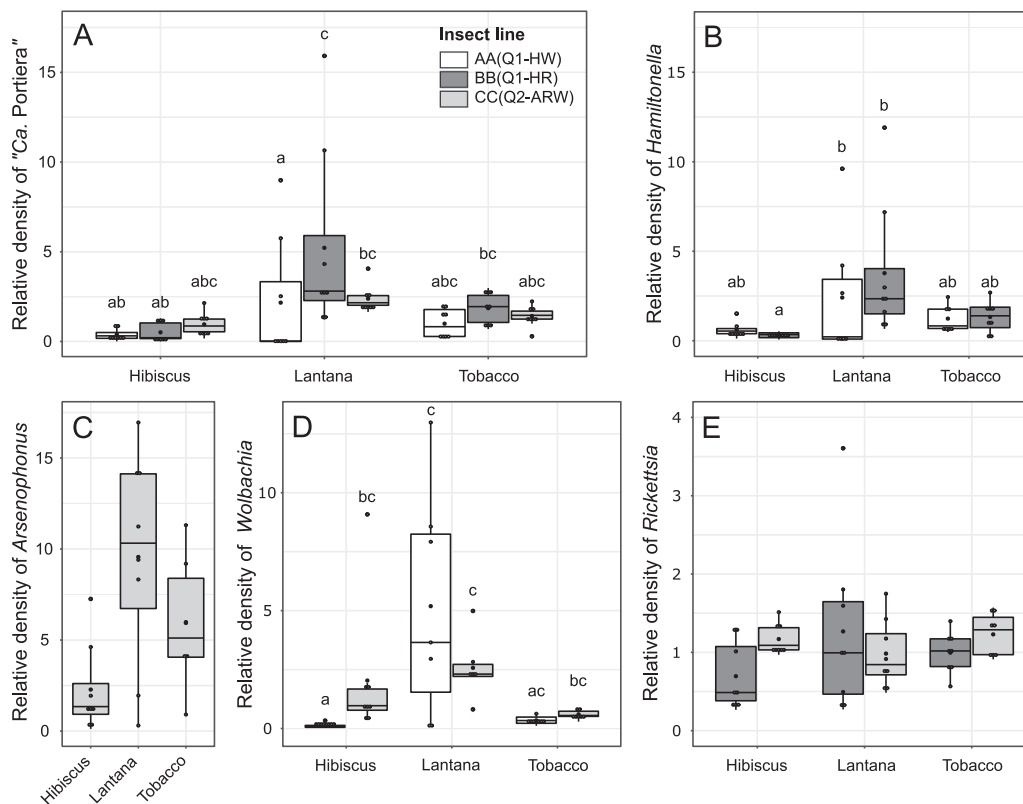 A
Relative density of "Ca. Portiera"
15
10
5
0
Insect line
AA(Q1-HW)
BB(Q1-HR)
CC(Q2-ARW)
ab
ab
abc
a
c
bc
abc
bc
abc
Hibiscus
Lantana
Tobacco
B
Relative density of Hamiltonella
15
10
5
0
ab
a
b
b
ab
ab
Hibiscus
Lantana
Tobacco
C
Relative density of Arsenophonus
15
10
5
0
Hibiscus
Lantana
Tobacco
D
Relative density of Wolbachia
10
5
0
a
bc
c
c
ac
bc
Hibiscus
Lantana
Tobacco
E
Relative density of Rickettsia
4
3
2
1
0
Hibiscus
Lantana
Tobacco